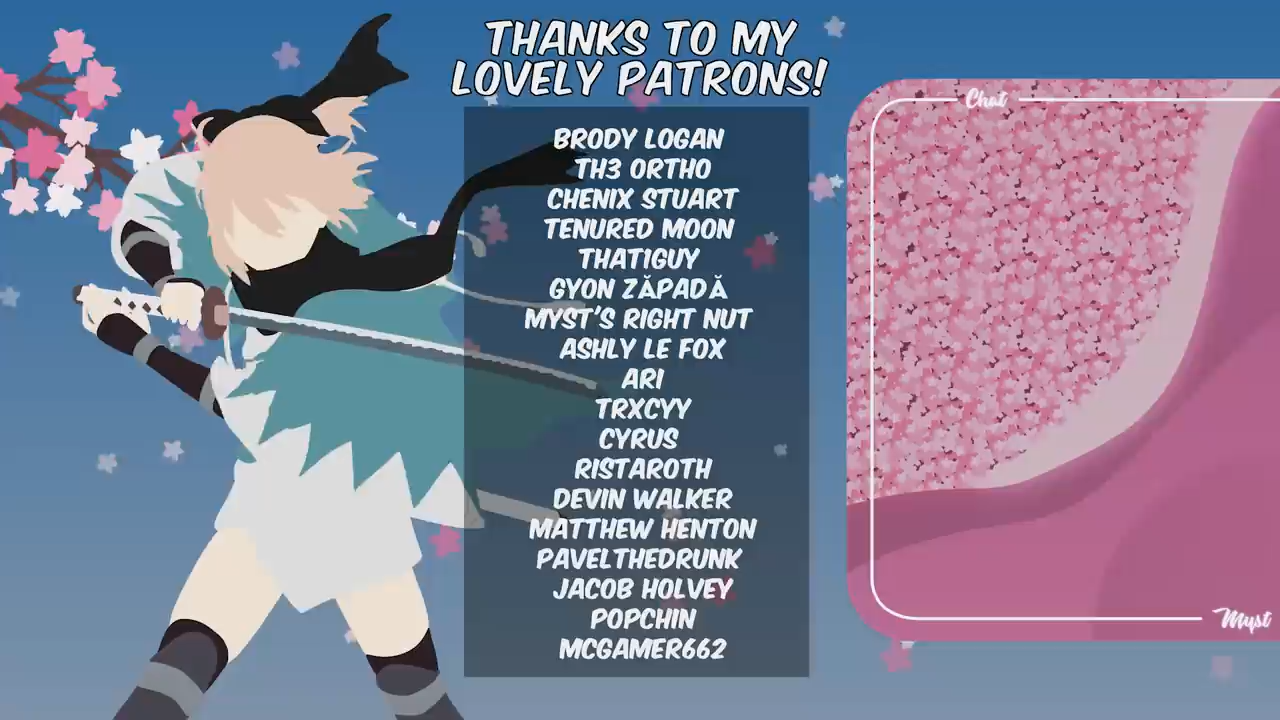 THANKS TO MY
LOVELY PATRONS!
BRODY LOGAN
TH3 ORTHO
CHENIX STUART
TENURED MOON
THAT1GUY
GYON ZĂPADĂ
MYST'S RIGHT NUT
ASHLY LE FOX
ARI
TRXCYY
CYRUS
RISTAROTH
DEVIN WALKER
MATTHEW HENTON
PAVELTHEDRUNK
JACOB HOLVEY
POPCHIN
MCGAMER662
Chat
Myst